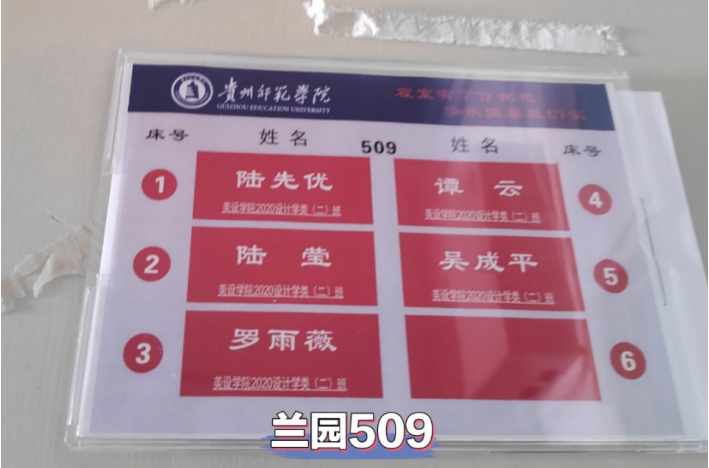 貴州師範學院
GUIZHOU EDUCATION UNIVERSITY
床号 姓名 509 姓名 床号
1 陆先优
美设学院2020设计学类（二）班
谭 云 4
美设学院2020设计学类（二）班
2 陆 莹
美设学院2020设计学类（二）班
吴成平 5
美设学院2020设计学类（二）班
3 罗雨薇
美设学院2020设计学类（二）班
6
兰园509